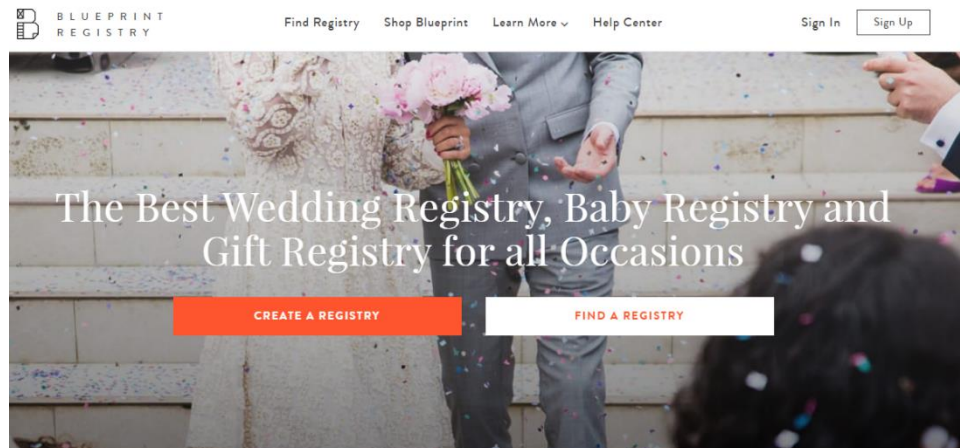 BLUEPRINT
REGISTRY
Find Registry
Shop Blueprint
Learn More
Help Center
Sign In
Sign Up
The Best Wedding Registry, Baby Registry and
Gift Registry for all Occasions
CREATE A REGISTRY
FIND A REGISTRY